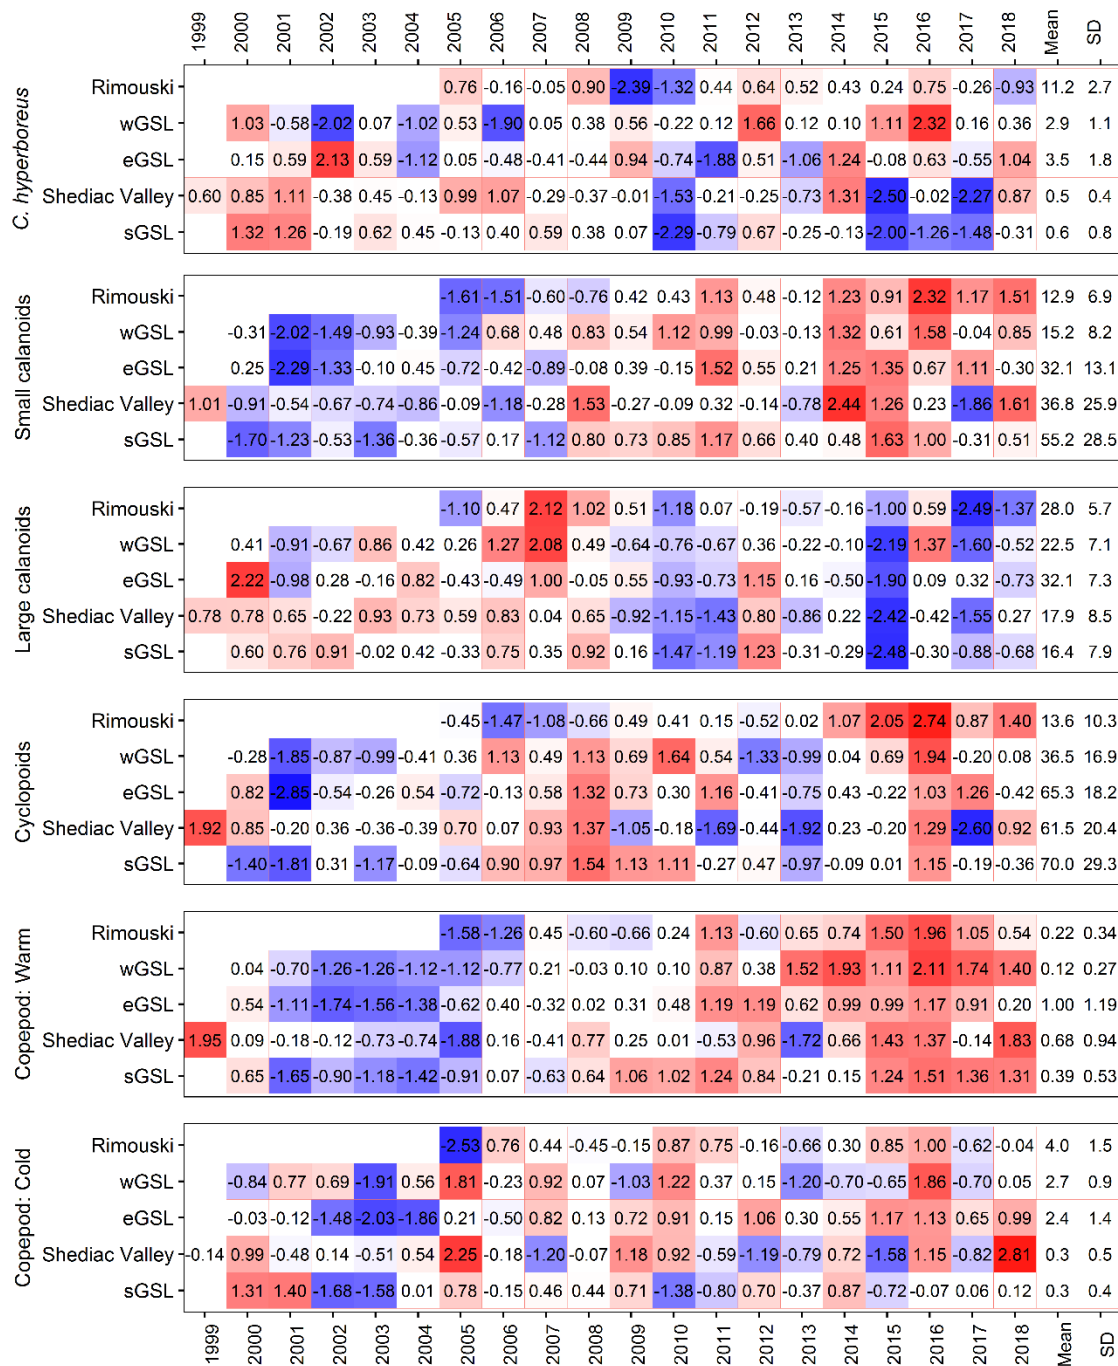 1999 2000 2001 2002 2003 2004 2005 2006 2007 2008 2009 2010 2011 2012 2013 2014 2015 2016 2017 2018 Mean SD
C. hyperboreus
Rimouski 0.76 -0.16 -0.05 0.90 -2.39 -1.32 0.44 0.64 0.52 0.43 0.24 0.75 -0.26 -0.93 11.2 2.7
wGSL 1.03 -0.58 -2.02 0.07 -1.02 0.53 -1.90 0.05 0.38 0.56 -0.22 0.12 1.66 0.12 0.10 1.11 2.32 0.16 0.36 2.9 1.1
eGSL 0.15 0.59 2.13 0.59 -1.12 0.05 -0.48 -0.41 -0.44 0.94 -0.74 -1.88 0.51 -1.06 1.24 -0.08 0.63 -0.55 1.04 3.5 1.8
Shediac Valley 0.60 0.85 1.11 -0.38 0.45 -0.13 0.99 1.07 -0.29 -0.37 -0.01 -1.53 -0.21 -0.25 -0.73 1.31 -2.50 -0.02 -2.27 0.87 0.5 0.4
sGSL 1.32 1.26 -0.19 0.62 0.45 -0.13 0.40 0.59 0.38 0.07 -2.29 -0.79 0.67 -0.25 -0.13 -2.00 -1.26 -1.48 -0.31 0.6 0.8
Small calanoids
Rimouski -1.61 -1.51 -0.60 -0.76 0.42 0.43 1.13 0.48 -0.12 1.23 0.91 2.32 1.17 1.51 12.9 6.9
wGSL -0.31 -2.02 -1.49 -0.93 -0.39 -1.24 0.68 0.48 0.83 0.54 1.12 0.99 -0.03 -0.13 1.32 0.61 1.58 -0.04 0.85 15.2 8.2
eGSL 0.25 -2.29 -1.33 -0.10 0.45 -0.72 -0.42 -0.89 -0.08 0.39 -0.15 1.52 0.55 0.21 1.25 1.35 0.67 1.11 -0.30 32.1 13.1
Shediac Valley 1.01 -0.91 -0.54 -0.67 -0.74 -0.86 -0.09 -1.18 -0.28 1.53 -0.27 -0.09 0.32 -0.14 -0.78 2.44 1.26 0.23 -1.86 1.61 36.8 25.9
sGSL -1.70 -1.23 -0.53 -1.36 -0.36 -0.57 0.17 -1.12 0.80 0.73 0.85 1.17 0.66 0.40 0.48 1.63 1.00 -0.31 0.51 55.2 28.5
Large calanoids
Rimouski -1.10 0.47 2.12 1.02 0.51 -1.18 0.07 -0.19 -0.57 -0.16 -1.00 0.59 -2.49 -1.37 28.0 5.7
wGSL 0.41 -0.91 -0.67 0.86 0.42 0.26 1.27 2.08 0.49 -0.64 -0.76 -0.67 0.36 -0.22 -0.10 -2.19 1.37 -1.60 -0.52 22.5 7.1
eGSL 2.22 -0.98 0.28 -0.16 0.82 -0.43 -0.49 1.00 -0.05 0.55 -0.93 -0.73 1.15 0.16 -0.50 -1.90 0.09 0.32 -0.73 32.1 7.3
Shediac Valley 0.78 0.78 0.65 -0.22 0.93 0.73 0.59 0.83 0.04 0.65 -0.92 -1.15 -1.43 0.80 -0.86 0.22 -2.42 -0.42 -1.55 0.27 17.9 8.5
sGSL 0.60 0.76 0.91 -0.02 0.42 -0.33 0.75 0.35 0.92 0.16 -1.47 -1.19 1.23 -0.31 -0.29 -2.48 -0.30 -0.88 -0.68 16.4 7.9
Cyclopoids
Rimouski -0.45 -1.47 -1.08 -0.66 0.49 0.41 0.15 -0.52 0.02 1.07 2.05 2.74 0.87 1.40 13.6 10.3
wGSL -0.28 -1.85 -0.87 -0.99 -0.41 0.36 1.13 0.49 1.13 0.69 1.64 0.54 -1.33 -0.99 0.04 0.69 1.94 -0.20 0.08 36.5 16.9
eGSL 0.82 -2.85 -0.54 -0.26 0.54 -0.72 -0.13 0.58 1.32 0.73 0.30 1.16 -0.41 -0.75 0.43 -0.22 1.03 1.26 -0.42 65.3 18.2
Shediac Valley 1.92 0.85 -0.20 0.36 -0.36 -0.39 0.70 0.07 0.93 1.37 -1.05 -0.18 -1.69 -0.44 -1.92 0.23 -0.20 1.29 -2.60 0.92 61.5 20.4
sGSL -1.40 -1.81 0.31 -1.17 -0.09 -0.64 0.90 0.97 1.54 1.13 1.11 -0.27 0.47 -0.97 -0.09 0.01 1.15 -0.19 -0.36 70.0 29.3
Copepod: Warm
Rimouski -1.58 -1.26 0.45 -0.60 -0.66 0.24 1.13 -0.60 0.65 0.74 1.50 1.96 1.05 0.54 0.22 0.34
wGSL 0.04 -0.70 -1.26 -1.26 -1.12 -1.12 -0.77 0.21 -0.03 0.10 0.10 0.87 0.38 1.52 1.93 1.11 2.11 1.74 1.40 0.12 0.27
eGSL 0.54 -1.11 -1.74 -1.56 -1.38 -0.62 0.40 -0.32 0.02 0.31 0.48 1.19 1.19 0.62 0.99 0.99 1.17 0.91 0.20 1.00 1.19
Shediac Valley 1.95 0.09 -0.18 -0.12 -0.73 -0.74 -1.88 0.16 -0.41 0.77 0.25 0.01 -0.53 0.96 -1.72 0.66 1.43 1.37 -0.14 1.83 0.68 0.94
sGSL 0.65 -1.65 -0.90 -1.18 -1.42 -0.91 0.07 -0.63 0.64 1.06 1.02 1.24 0.84 -0.21 0.15 1.24 1.51 1.36 1.31 0.39 0.53
Copepod: Cold
Rimouski -2.53 0.76 0.44 -0.45 -0.15 0.87 0.75 -0.16 -0.66 0.30 0.85 1.00 -0.62 -0.04 4.0 1.5
wGSL -0.84 0.77 0.69 -1.91 0.56 1.81 -0.23 0.92 0.07 -1.03 1.22 0.37 0.15 -1.20 -0.70 -0.65 1.86 -0.70 0.05 2.7 0.9
eGSL -0.03 -0.12 -1.48 -2.03 -1.86 0.21 -0.50 0.82 0.13 0.72 0.91 0.15 1.06 0.30 0.55 1.17 1.13 0.65 0.99 2.4 1.4
Shediac Valley -0.14 0.99 -0.48 0.14 -0.51 0.54 2.25 -0.18 -1.20 -0.07 1.18 0.92 -0.59 -1.19 -0.79 0.72 -1.58 1.15 -0.82 2.81 0.3 0.5
sGSL 1.31 1.40 -1.68 -1.58 0.01 0.78 -0.15 0.46 0.44 0.71 -1.38 -0.80 0.70 -0.37 0.87 -0.72 -0.07 0.06 0.12 0.3 0.4
1999 2000 2001 2002 2003 2004 2005 2006 2007 2008 2009 2010 2011 2012 2013 2014 2015 2016 2017 2018 Mean SD